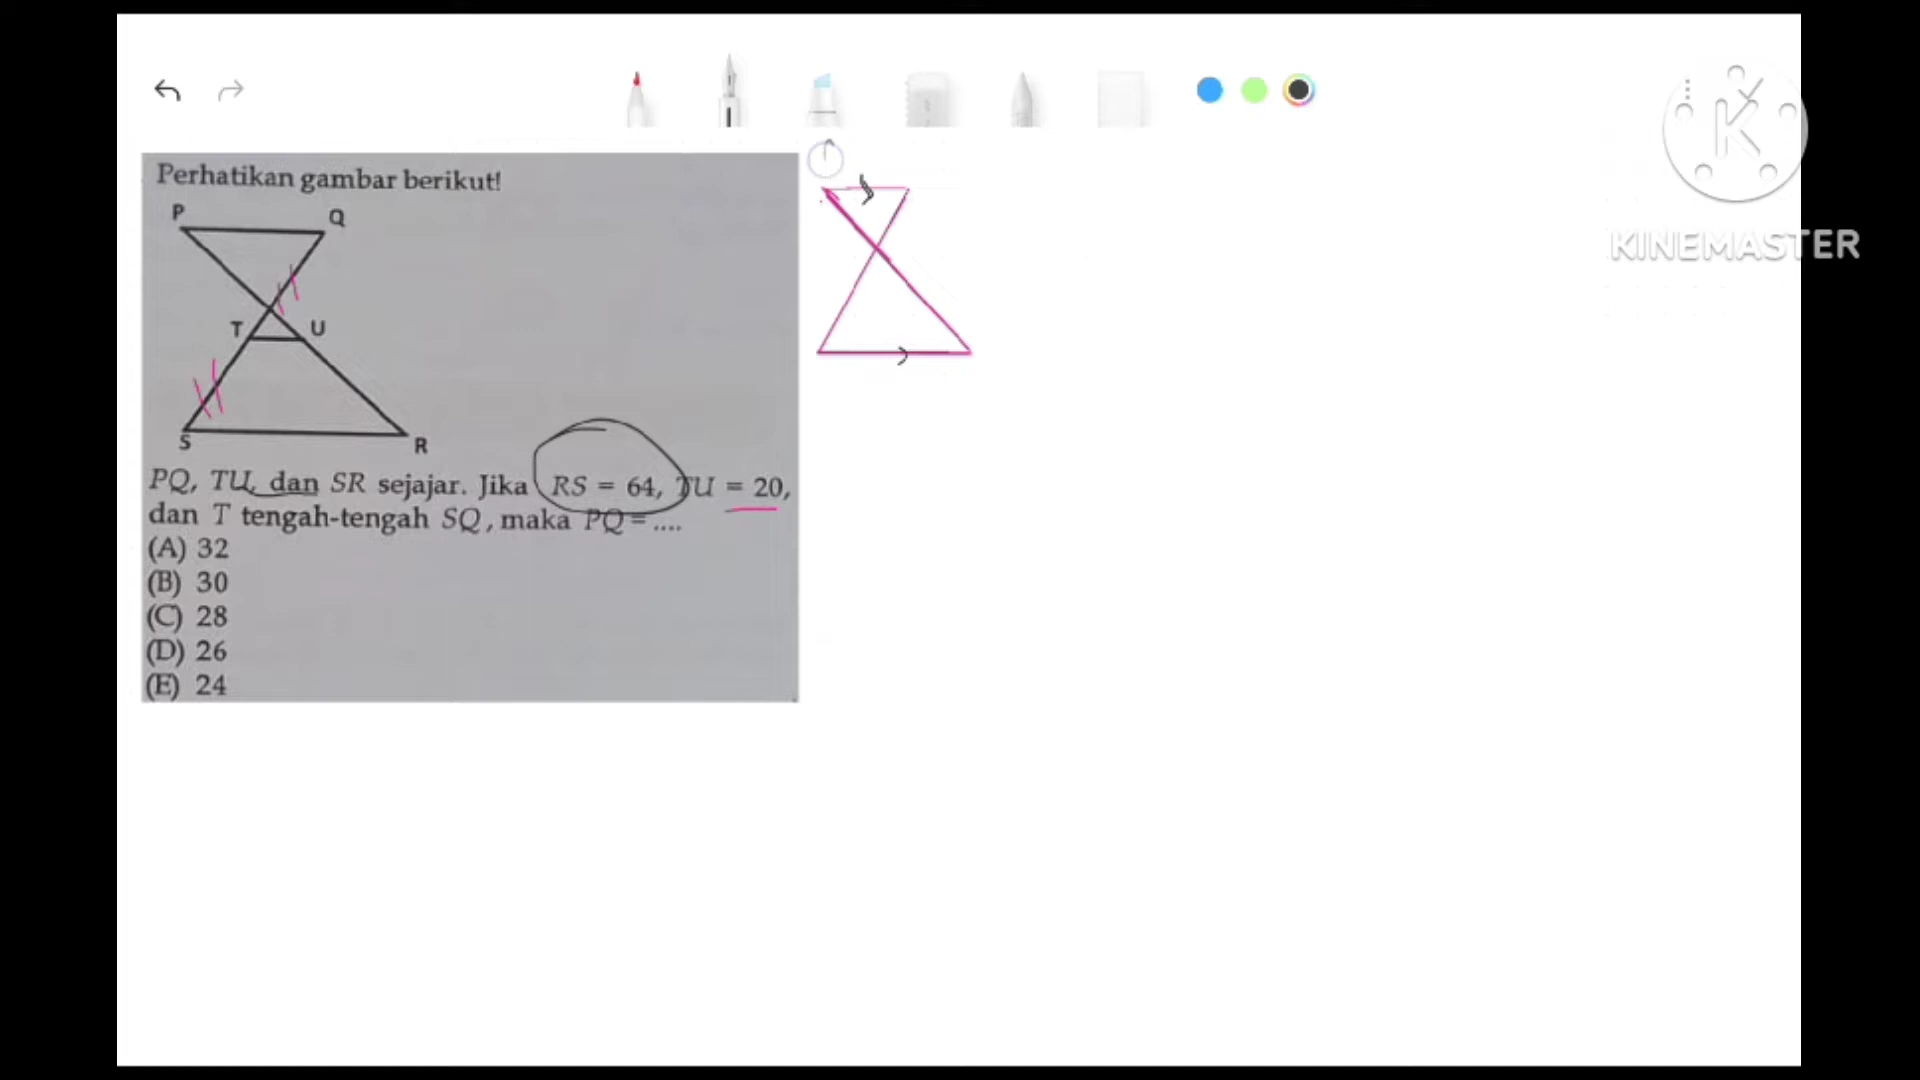 Perhatikan gambar berikut!
P
Q
T
U
S
R
PQ, TU, dan SR sejajar. Jika RS = 64, TU = 20,
dan T tengah-tengah SQ, maka PQ = ....
(A) 32
(B) 30
(C) 28
(D) 26
(E) 24
K
KINEMASTER